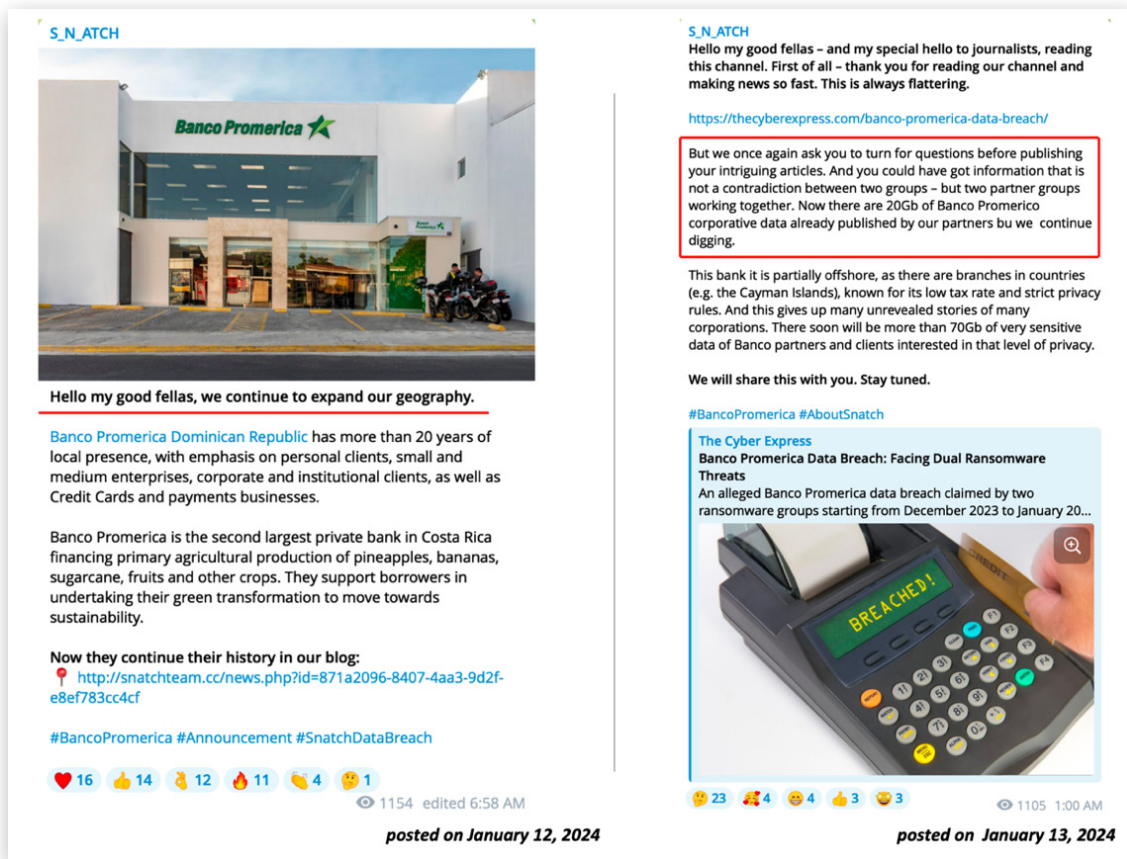 S_N_ATCH
Banco Promerica
Hello my good fellas, we continue to expand our geography.
Banco Promerica Dominican Republic has more than 20 years of
local presence, with emphasis on personal clients, small and
medium enterprises, corporate and institutional clients, as well as
Credit Cards and payments businesses.
Banco Promerica is the second largest private bank in Costa Rica
financing primary agricultural production of pineapples, bananas,
sugarcane, fruits and other crops. They support borrowers in
undertaking their green transformation to move towards
sustainability.
Now they continue their history in our blog:
http://snatchteam.cc/news.php?id=871a2096-8407-4aa3-9d2f-
e8ef783cc4cf
#BancoPromerica #Announcement #SnatchDataBreach
16 14 12 11 4 1
1154 edited 6:58 AM
posted on January 12, 2024
S_N_ATCH
Hello my good fellas – and my special hello to journalists, reading
this channel. First of all – thank you for reading our channel and
making news so fast. This is always flattering.
https://thecyberexpress.com/banco-promerica-data-breach/
But we once again ask you to turn for questions before publishing
your intriguing articles. And you could have got information that is
not a contradiction between two groups – but two partner groups
working together. Now there are 20Gb of Banco Promerico
corporative data already published by our partners bu we continue
digging.
This bank it is partially offshore, as there are branches in countries
(e.g. the Cayman Islands), known for its low tax rate and strict privacy
rules. And this gives up many unrevealed stories of many
corporations. There soon will be more than 70Gb of very sensitive
data of Banco partners and clients interested in that level of privacy.
We will share this with you. Stay tuned.
#BancoPromerica #AboutSnatch
The Cyber Express
Banco Promerica Data Breach: Facing Dual Ransomware
Threats
An alleged Banco Promerica data breach claimed by two
ransomware groups starting from December 2023 to January 20...
CREDIT
BREACHED!
F1
F2
F3
F4
23 4 4 3 3
1105 1:00 AM
posted on January 13, 2024